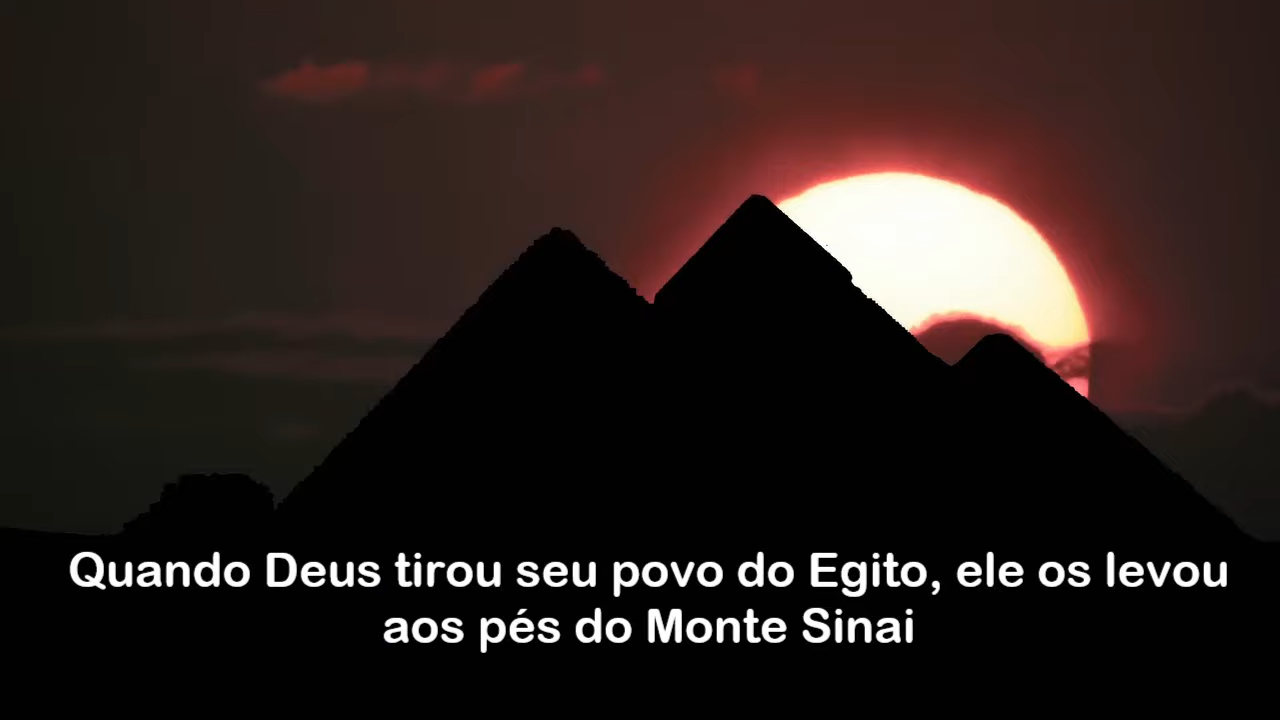 Quando Deus tirou seu povo do Egito, ele os levou
aos pés do Monte Sinai